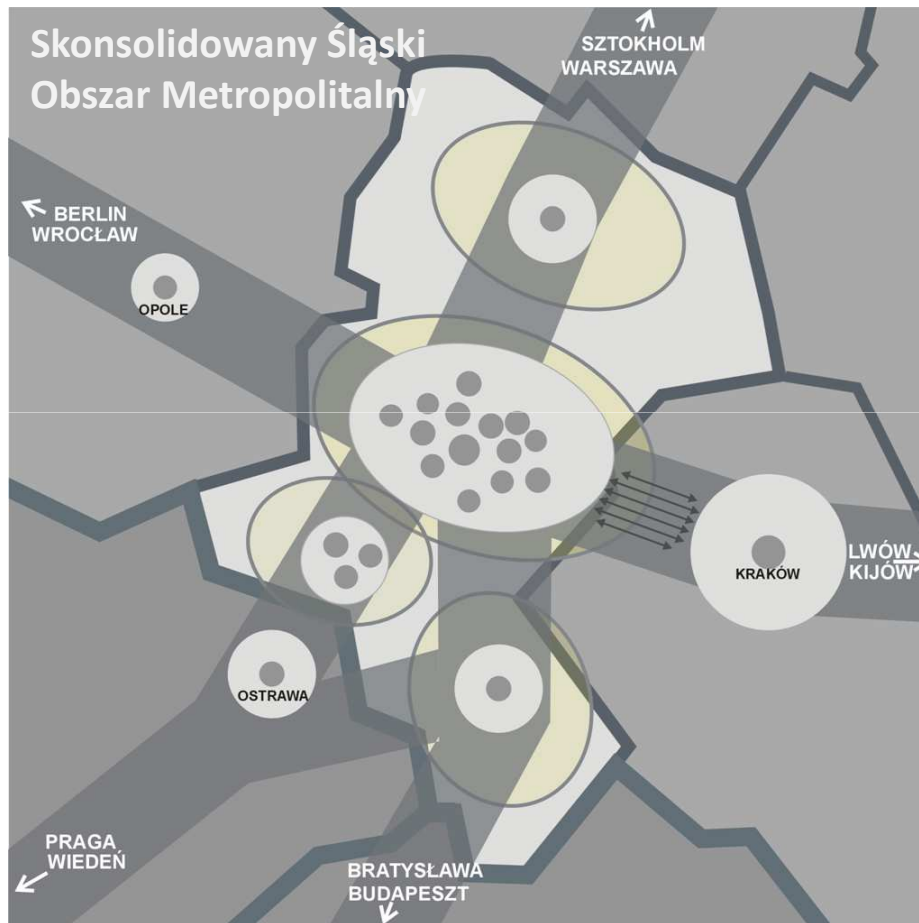 Skonsolidowany Śląski
Obszar Metropolitalny
SZTOKHOLM
WARSZAWA
BERLIN
WROCŁAW
OPOLE
LWÓW
KIJÓW
KRAKÓW
OSTRAWA
PRAGA
WIEDEŃ
BRATYSŁAWA
BUDAPESZT